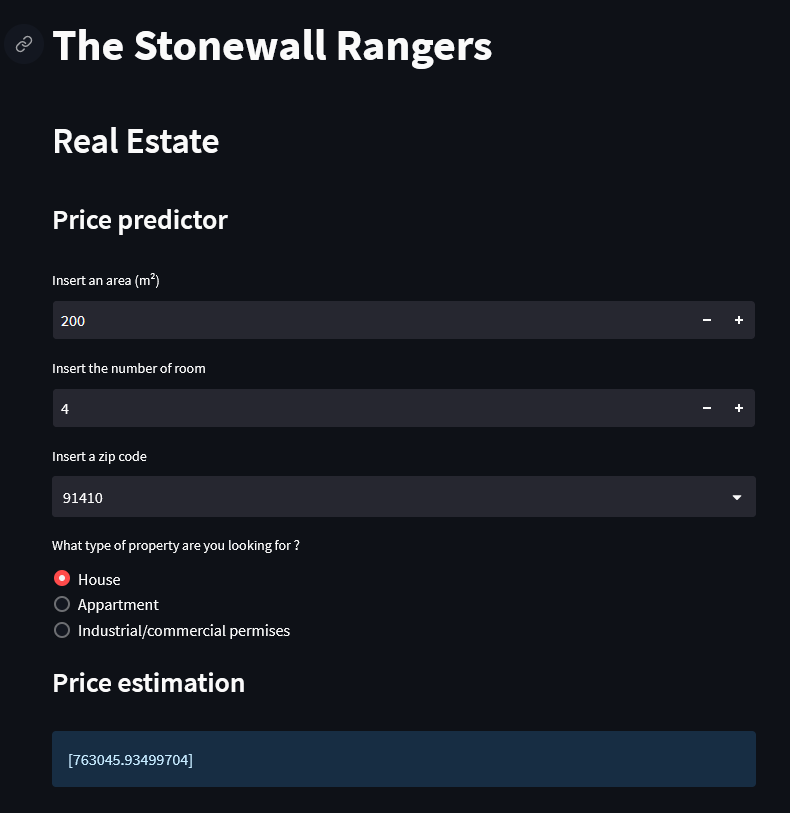 The Stonewall Rangers
Real Estate
Price predictor
Insert an area (m²)
200
Insert the number of room
4
Insert a zip code
91410
What type of property are you looking for ?
House
Appartment
Industrial/commercial permises
Price estimation
[763045.93499704]